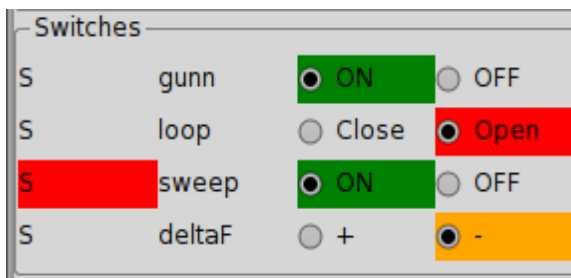 Switches
S gunn ON OFF
S loop Close Open
S sweep ON OFF
S deltaF + -